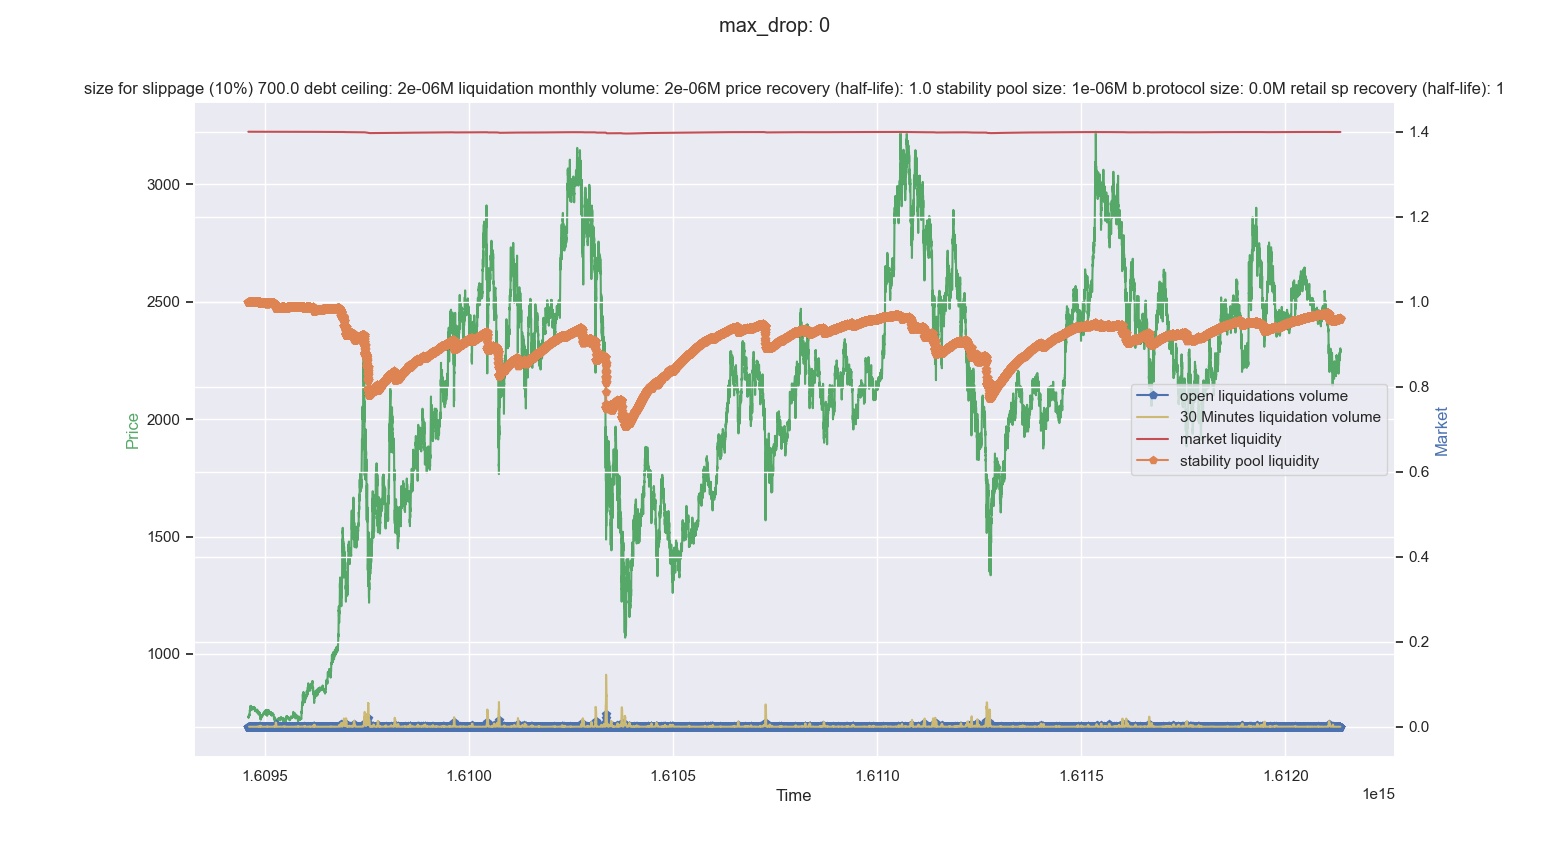 max_drop: 0
size for slippage (10%) 700.0 debt ceiling: 2e-06M liquidation monthly volume: 2e-06M price recovery (half-life): 1.0 stability pool size: 1e-06M b.protocol size: 0.0M retail sp recovery (half-life): 1
3000
2500
2000
1500
1000
Price
1.4
1.2
1.0
0.8
0.6
0.4
0.2
0.0
Market
open liquidations volume
30 Minutes liquidation volume
market liquidity
stability pool liquidity
1.6095 1.6100 1.6105 1.6110 1.6115 1.6120
Time
1e15